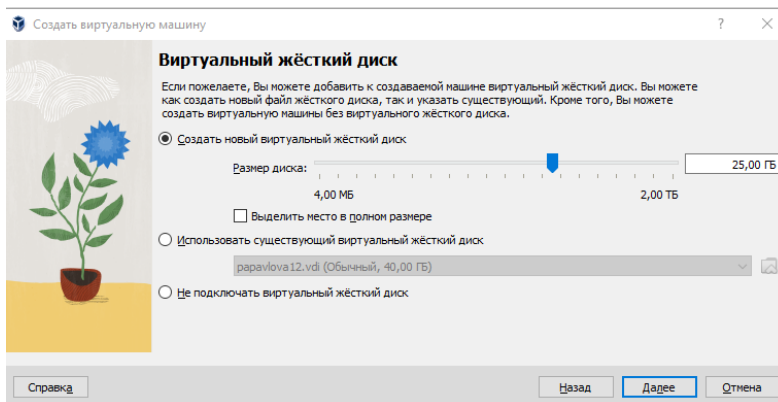 Создать виртуальную машину
Виртуальный жёсткий диск
Если пожелаете, Вы можете добавить к создаваемой машине виртуальный жёсткий диск. Вы можете
как создать новый файл жёсткого диска, так и указать существующий. Кроме того, Вы можете
создать виртуальную машины без виртуального жёсткого диска.
Создать новый виртуальный жёсткий диск
Размер диска: 25,00 ГБ
4,00 МБ 2,00 ТБ
Выделить место в полном размере
Использовать существующий виртуальный жёсткий диск
papavlova12.vdi (Обычный, 40,00 ГБ)
Не подключать виртуальный жёсткий диск
Справка Назад Далее Отмена